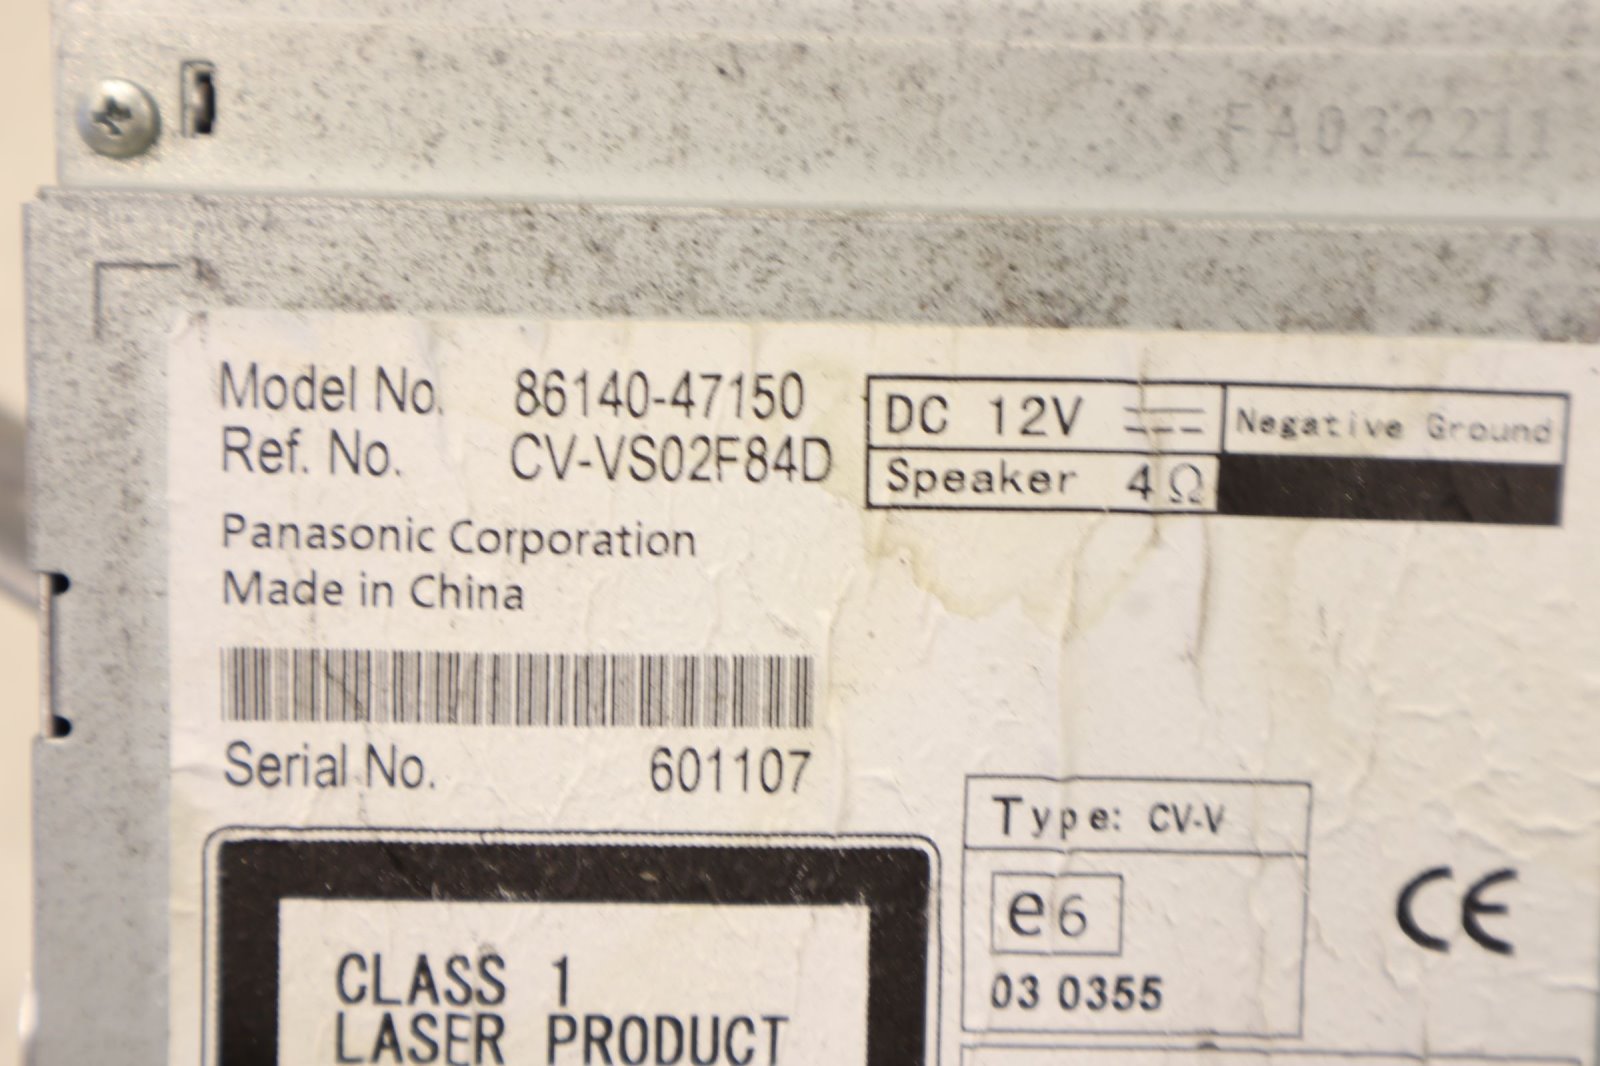 FA032211
Model No. 86140-47150
Ref. No. CV-VS02F84D
DC 12V ⎓ Negative Ground
Speaker 4Ω
Panasonic Corporation
Made in China
Serial No. 601107
Type: CV-V
e6
CE
03 0355
CLASS 1
LASER PRODUCT